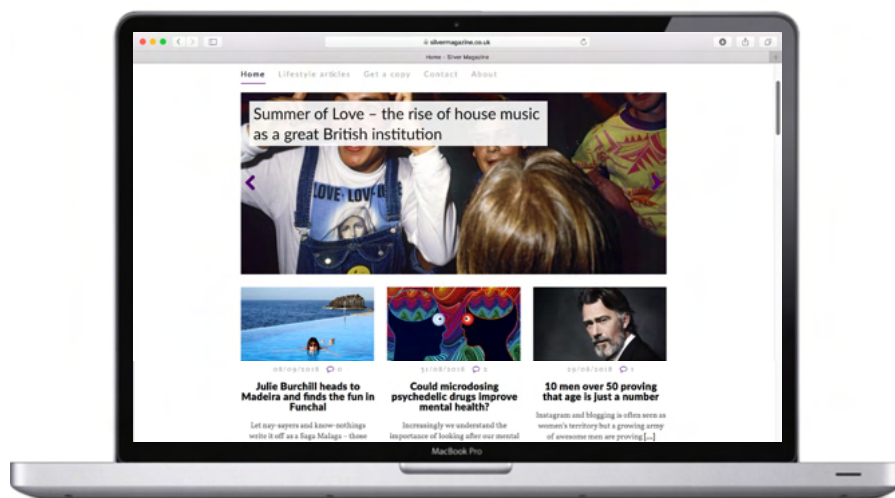 silvermagazine.co.uk
Home - Silver Magazine
Home Lifestyle articles Get a copy Contact About
Summer of Love – the rise of house music
as a great British institution
LOVE·LOV
08/09/2018 0
Julie Burchill heads to
Madeira and finds the fun in
Funchal
Let nay-sayers and know-nothings
write it off as a Saga Malaga – those
31/08/2018 2
Could microdosing
psychedelic drugs improve
mental health?
Increasingly we understand the
importance of looking after our mental
29/08/2018 1
10 men over 50 proving
that age is just a number
Instagram and blogging is often seen as
women's territory but a growing army
of awesome men are proving [...]
MacBook Pro